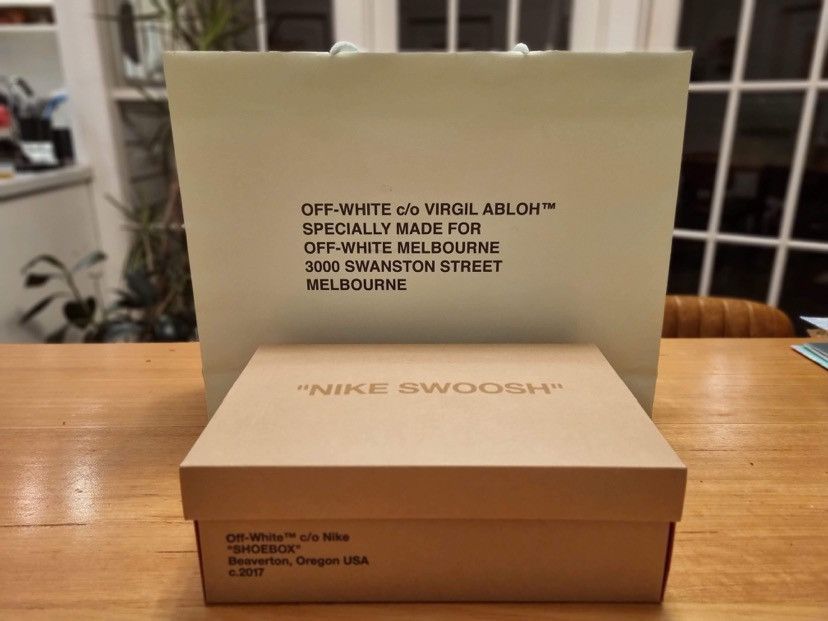 OFF-WHITE c/o VIRGIL ABLOH™
SPECIALLY MADE FOR
OFF-WHITE MELBOURNE
3000 SWANSTON STREET
MELBOURNE
"NIKE SWOOSH"
Off-White™ c/o Nike
"SHOEBOX"
Beaverton, Oregon USA
c.2017